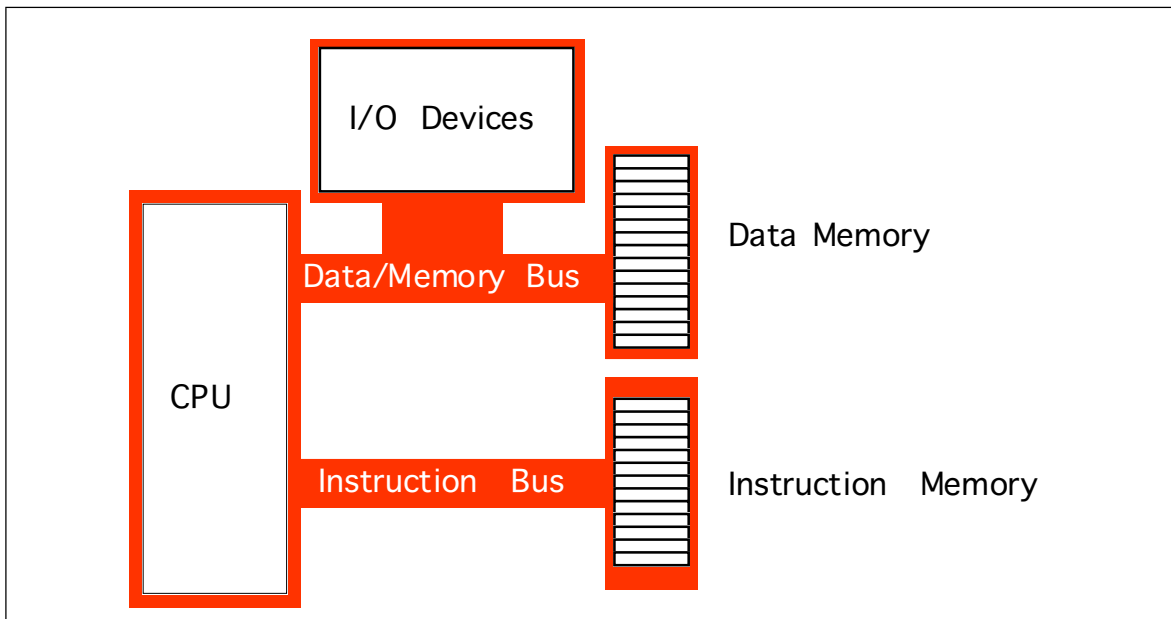 I/O Devices
Data Memory
Data/Memory Bus
CPU
Instruction Bus
Instruction Memory